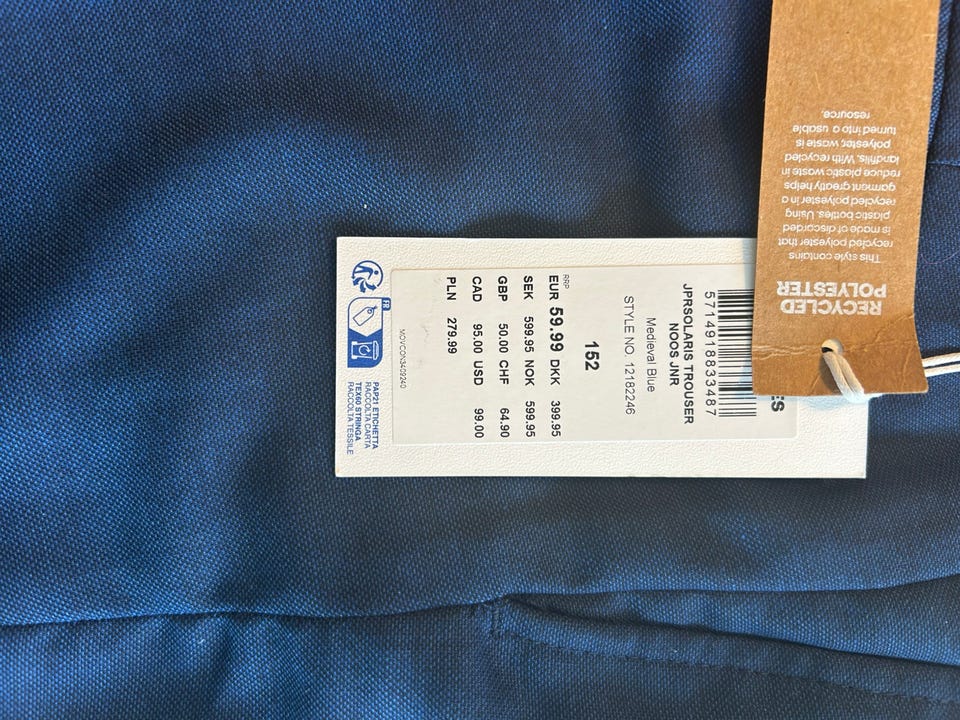 ES
5714918833487
JPRSOLARIS TROUSER
NOOS JNR
Medieval Blue
STYLE NO. 12182246
152
RRP
EUR 59.99 DKK 399.95
SEK 599.95 NOK 599.95
GBP 50.00 CHF 64.90
CAD 95.00 USD 99.00
PLN 279.99
MOVCON3409240
FR
PAP21 ETICHETTA
RACCOLTA CARTA
TEX60 STRINGA
RACCOLTA TESSILE
RECYCLED
POLYESTER
This style contains
recycled polyester that
is made of discarded
plastic bottles. Using
recycled polyester in a
garment greatly helps
reduce plastic waste in
landfills. With recycled
polyester, waste is
turned into a usable
resource.